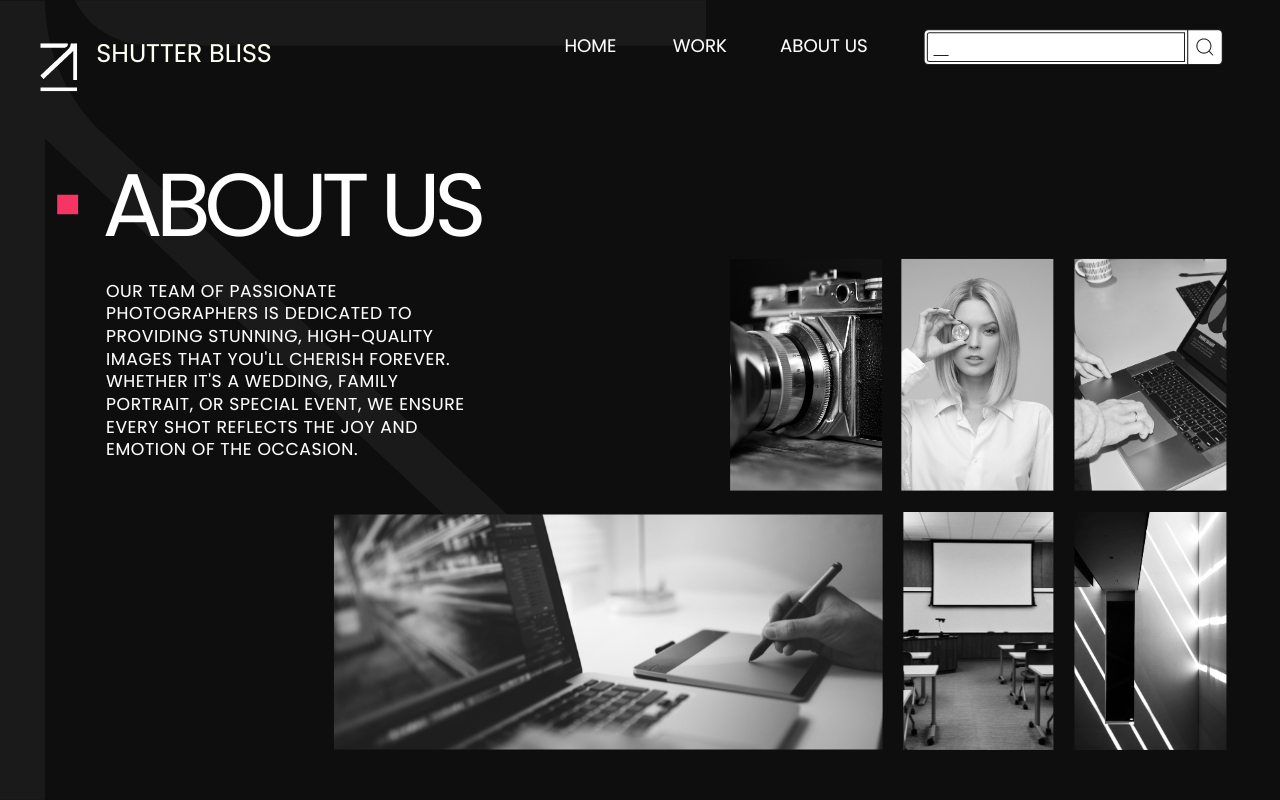 SHUTTER BLISS
HOME
WORK
ABOUT US
ABOUT US
OUR TEAM OF PASSIONATE
PHOTOGRAPHERS IS DEDICATED TO
PROVIDING STUNNING, HIGH-QUALITY
IMAGES THAT YOU'LL CHERISH FOREVER.
WHETHER IT'S A WEDDING, FAMILY
PORTRAIT, OR SPECIAL EVENT, WE ENSURE
EVERY SHOT REFLECTS THE JOY AND
EMOTION OF THE OCCASION.